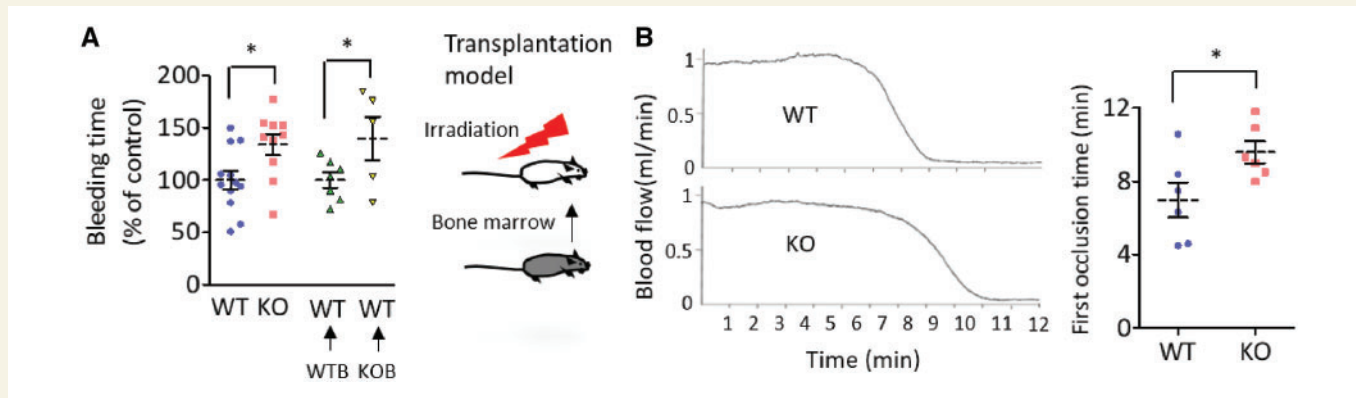 A
Bleeding time
(% of control)
200
150
100
50
0
*
*
WT KO WT WT
WTB KOB
Transplantation
model
Irradiation
Bone marrow
B
Blood flow(ml/min)
1
0.5
0
WT
1
0.5
0
KO
1 2 3 4 5 6 7 8 9 10 11 12
Time (min)
First occlusion time (min)
12
8
4
0
*
WT KO